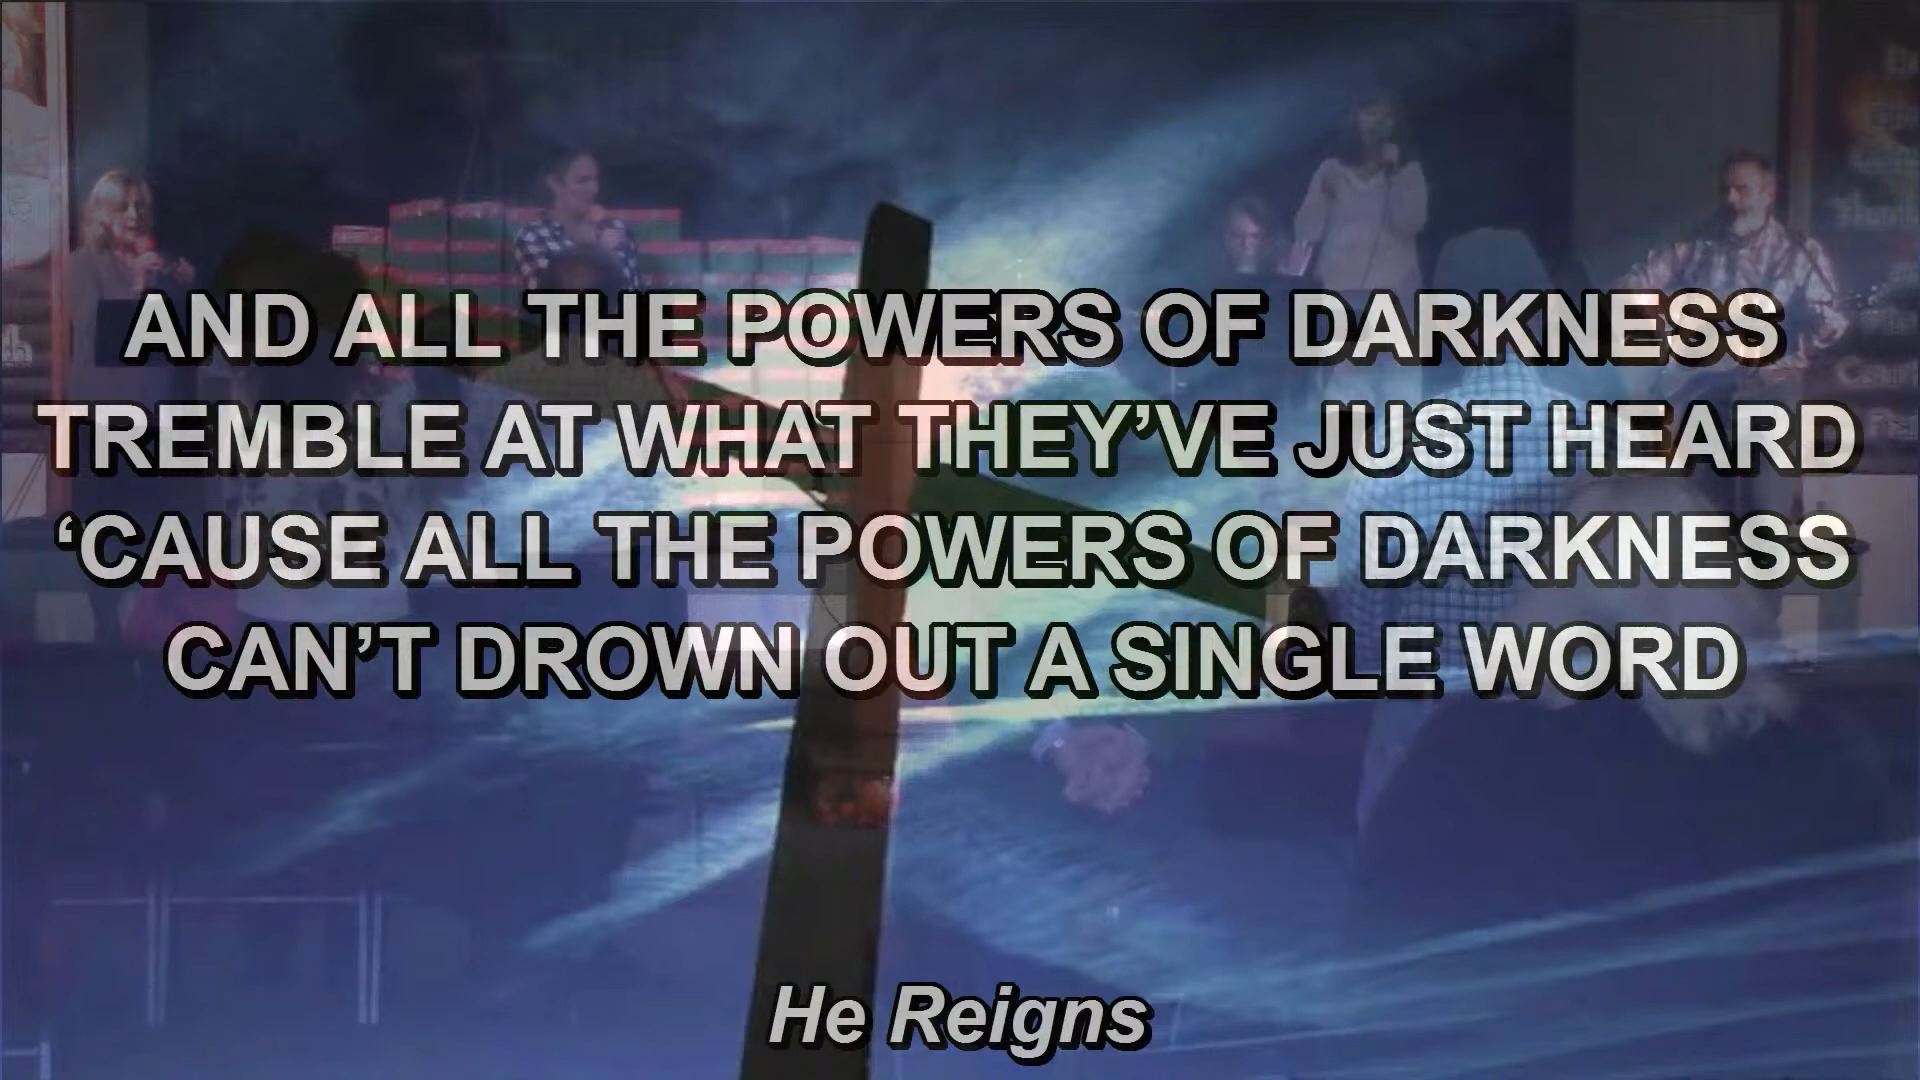 AND ALL THE POWERS OF DARKNESS
TREMBLE AT WHAT THEY’VE JUST HEARD
‘CAUSE ALL THE POWERS OF DARKNESS
CAN’T DROWN OUT A SINGLE WORD
He Reigns